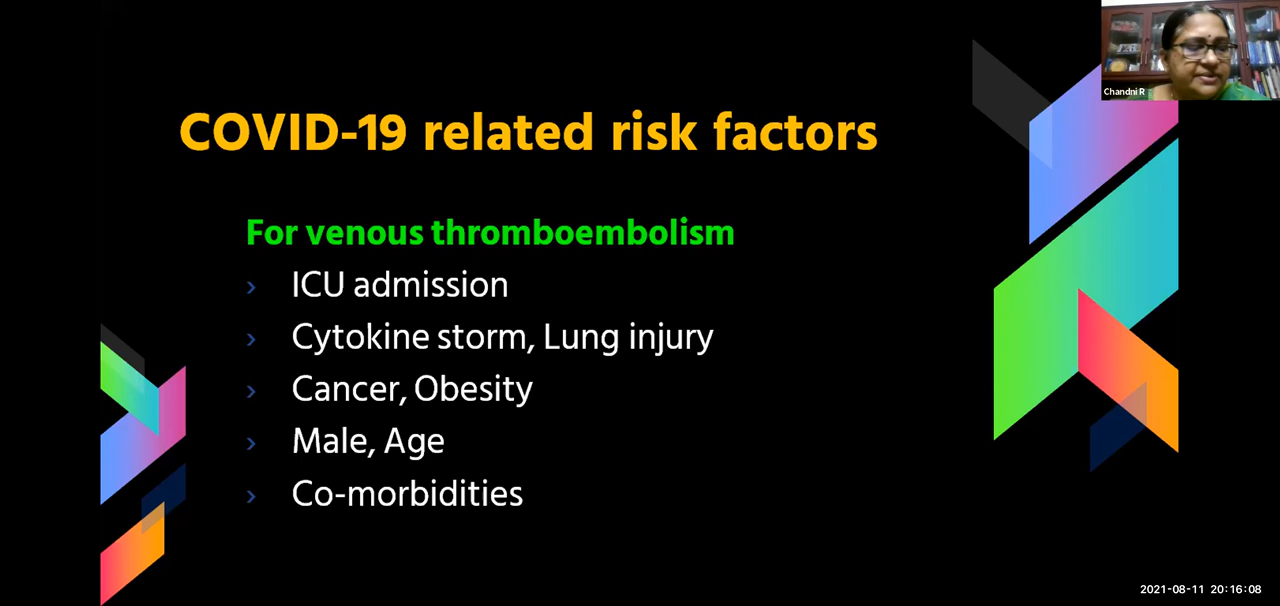 Chandni R
COVID-19 related risk factors
For venous thromboembolism
› ICU admission
› Cytokine storm, Lung injury
› Cancer, Obesity
› Male, Age
› Co-morbidities
2021-08-11 20:16:08